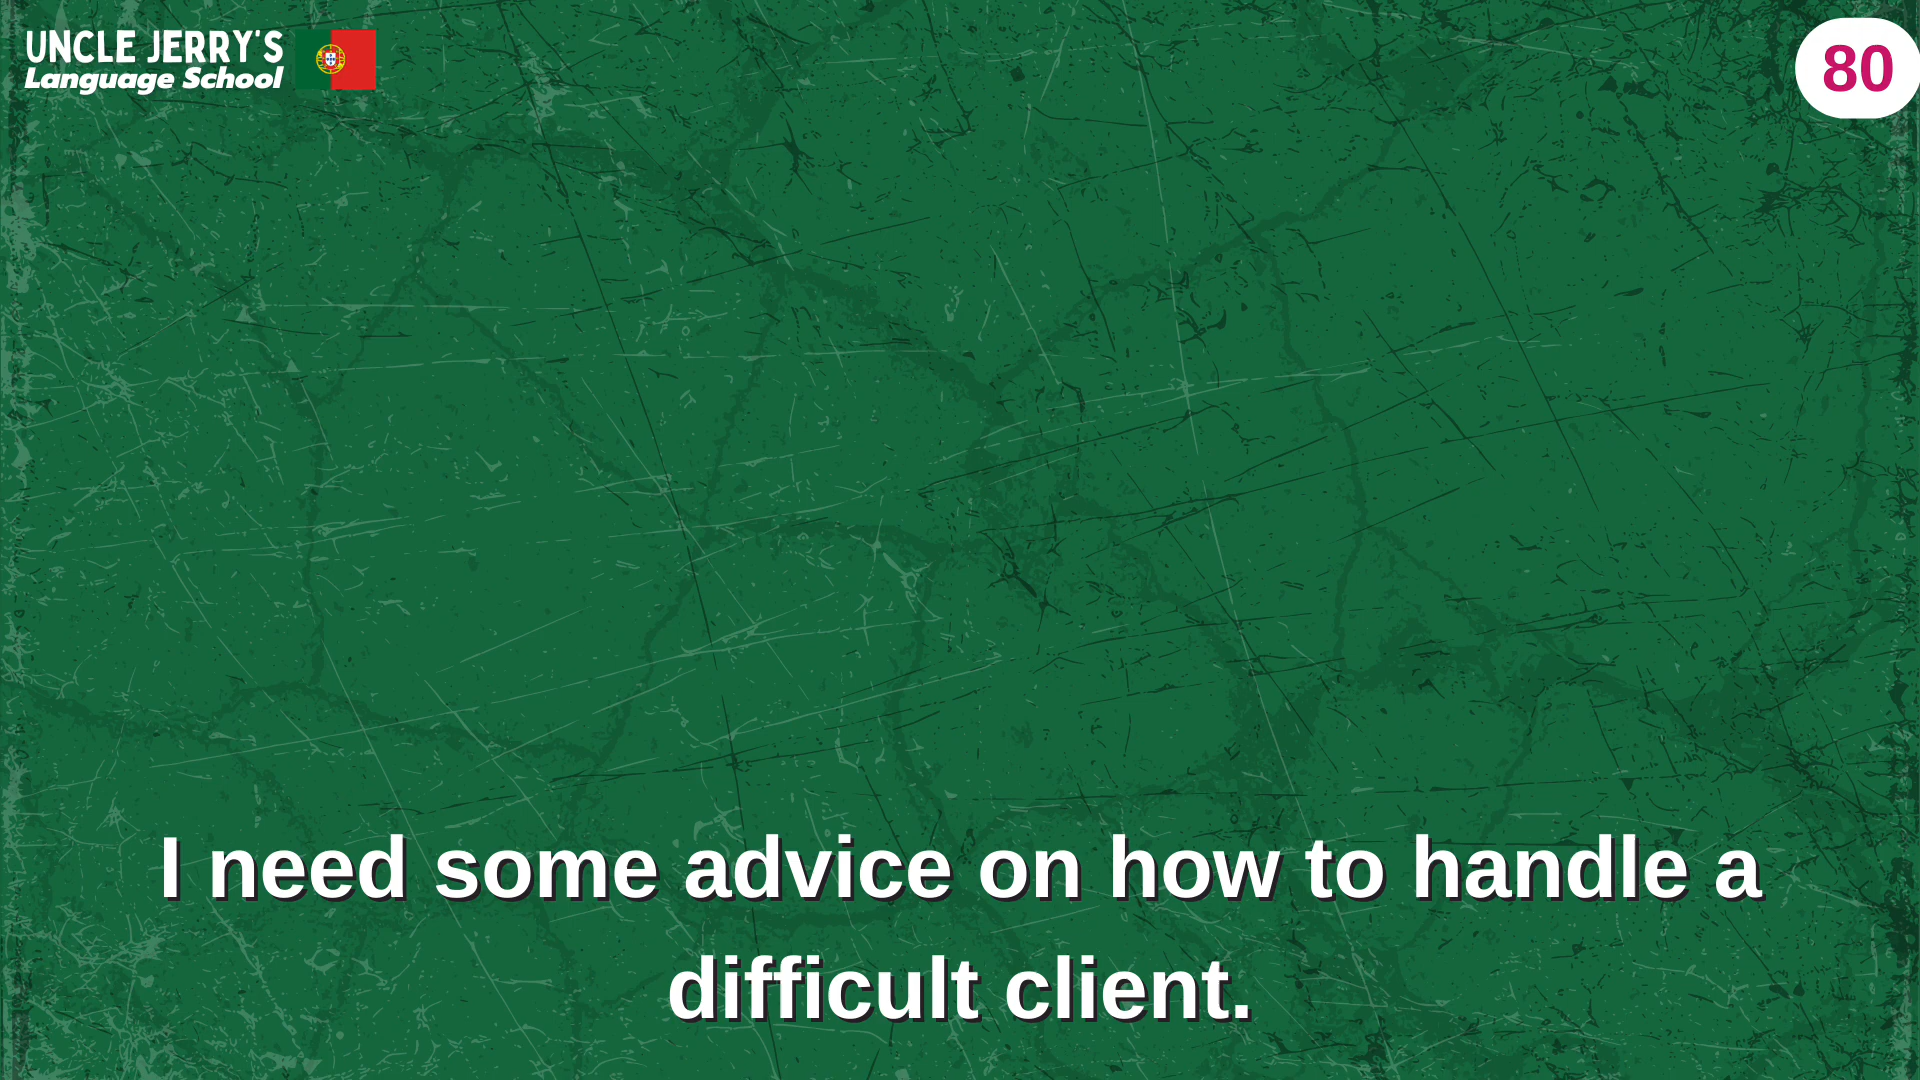 UNCLE JERRY'S
Language School
80
I need some advice on how to handle a
difficult client.